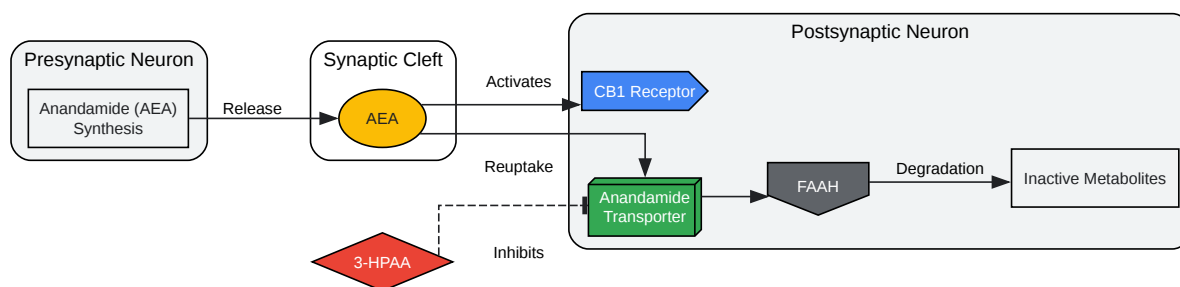 Presynaptic Neuron
Anandamide (AEA)
Synthesis
Release
Synaptic Cleft
AEA
Activates
Reuptake
Inhibits
3-HPAA
Postsynaptic Neuron
CB1 Receptor
Anandamide
Transporter
FAAH
Degradation
Inactive Metabolites